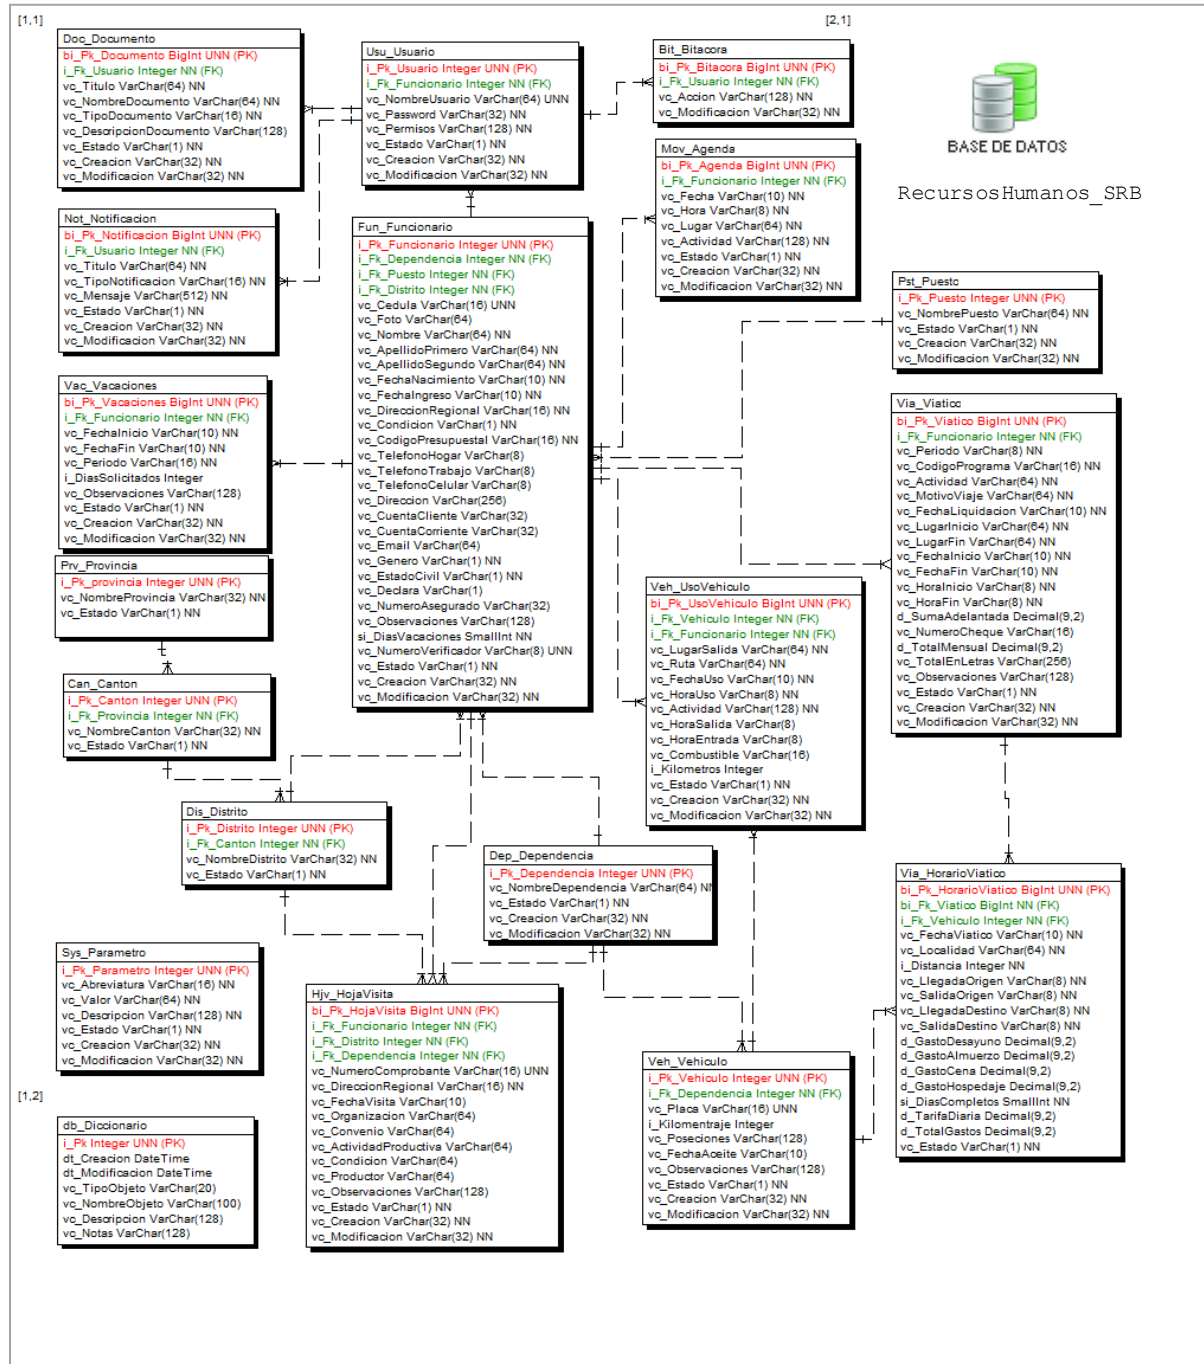 [1,1]
[2,1]
Doc_Documento
bi_Pk_Documento BigInt UNN (PK)
i_Fk_Usuario Integer NN (FK)
vc_Titulo VarChar(64) NN
vc_NombreDocumento VarChar(64) NN
vc_TipoDocumento VarChar(16) NN
vc_DescripcionDocumento VarChar(128)
vc_Estado VarChar(1) NN
vc_Creacion VarChar(32) NN
vc_Modificacion VarChar(32) NN
Usu_Usuario
i_Pk_Usuario Integer UNN (PK)
i_Fk_Funcionario Integer NN (FK)
vc_NombreUsuario VarChar(64) UNN
vc_Password VarChar(32) NN
vc_Permisos VarChar(128) NN
vc_Estado VarChar(1) NN
vc_Creacion VarChar(32) NN
vc_Modificacion VarChar(32) NN
Bit_Bitacora
bi_Pk_Bitacora BigInt UNN (PK)
i_Fk_Usuario Integer NN (FK)
vc_Accion VarChar(128) NN
vc_Modificacion VarChar(32) NN
BASE DE DATOS
RecursosHumanos_SRB
Mov_Agenda
bi_Pk_Agenda BigInt UNN (PK)
i_Fk_Funcionario Integer NN (FK)
vc_Fecha VarChar(10) NN
vc_Hora VarChar(8) NN
vc_Lugar VarChar(64) NN
vc_Actividad VarChar(128) NN
vc_Estado VarChar(1) NN
vc_Creacion VarChar(32) NN
vc_Modificacion VarChar(32) NN
Not_Notificacion
bi_Pk_Notificacion BigInt UNN (PK)
i_Fk_Usuario Integer NN (FK)
vc_Titulo VarChar(64) NN
vc_TipoNotificacion VarChar(16) NN
vc_Mensaje VarChar(512) NN
vc_Estado VarChar(1) NN
vc_Creacion VarChar(32) NN
vc_Modificacion VarChar(32) NN
Fun_Funcionario
i_Pk_Funcionario Integer UNN (PK)
i_Fk_Dependencia Integer NN (FK)
i_Fk_Puesto Integer NN (FK)
i_Fk_Distrito Integer NN (FK)
vc_Cedula VarChar(16) UNN
vc_Foto VarChar(64)
vc_Nombre VarChar(64) NN
vc_ApellidoPrimero VarChar(64) NN
vc_ApellidoSegundo VarChar(64) NN
vc_FechaNacimiento VarChar(10) NN
vc_FechaIngreso VarChar(10) NN
vc_DireccionRegional VarChar(16) NN
vc_Condicion VarChar(1) NN
vc_CodigoPresupuestal VarChar(16) NN
vc_TelefonoHogar VarChar(8)
vc_TelefonoTrabajo VarChar(8)
vc_TelefonoCelular VarChar(8)
vc_Direccion VarChar(256)
vc_CuentaCliente VarChar(32)
vc_CuentaCorriente VarChar(32)
vc_Email VarChar(64)
vc_Genero VarChar(1) NN
vc_EstadoCivil VarChar(1) NN
vc_Declara VarChar(1)
vc_NumeroAsegurado VarChar(32)
vc_Observaciones VarChar(128)
si_DiasVacaciones SmallInt NN
vc_NumeroVerificador VarChar(8) UNN
vc_Estado VarChar(1) NN
vc_Creacion VarChar(32) NN
vc_Modificacion VarChar(32) NN
Pst_Puesto
i_Pk_Puesto Integer UNN (PK)
vc_NombrePuesto VarChar(64) NN
vc_Estado VarChar(1) NN
vc_Creacion VarChar(32) NN
vc_Modificacion VarChar(32) NN
Vac_Vacaciones
bi_Pk_Vacaciones BigInt UNN (PK)
i_Fk_Funcionario Integer NN (FK)
vc_FechaInicio VarChar(10) NN
vc_FechaFin VarChar(10) NN
vc_Periodo VarChar(16) NN
i_DiasSolicitados Integer
vc_Observaciones VarChar(128)
vc_Estado VarChar(1) NN
vc_Creacion VarChar(32) NN
vc_Modificacion VarChar(32) NN
Via_Viatico
bi_Pk_Viatico BigInt UNN (PK)
i_Fk_Funcionario Integer NN (FK)
vc_Periodo VarChar(8) NN
vc_CodigoPrograma VarChar(16) NN
vc_Actividad VarChar(64) NN
vc_MotivoViaje VarChar(64) NN
vc_FechaLiquidacion VarChar(10) NN
vc_LugarInicio VarChar(64) NN
vc_LugarFin VarChar(64) NN
vc_FechaInicio VarChar(10) NN
vc_FechaFin VarChar(10) NN
vc_HoraInicio VarChar(8) NN
vc_HoraFin VarChar(8) NN
d_SumaAdelantada Decimal(9,2)
vc_NumeroCheque VarChar(16)
d_TotalMensual Decimal(9,2)
vc_TotalEnLetras VarChar(256)
vc_Observaciones VarChar(128)
vc_Estado VarChar(1) NN
vc_Creacion VarChar(32) NN
vc_Modificacion VarChar(32) NN
Prv_Provincia
i_Pk_provincia Integer UNN (PK)
vc_NombreProvincia VarChar(32) NN
vc_Estado VarChar(1) NN
Veh_UsoVehiculo
bi_Pk_UsoVehiculo BigInt UNN (PK)
i_Fk_Vehiculo Integer NN (FK)
i_Fk_Funcionario Integer NN (FK)
vc_LugarSalida VarChar(64) NN
vc_Ruta VarChar(64) NN
vc_FechaUso VarChar(10) NN
vc_HoraUso VarChar(8) NN
vc_Actividad VarChar(128) NN
vc_HoraSalida VarChar(8)
vc_HoraEntrada VarChar(8)
vc_Combustible VarChar(16)
i_Kilometros Integer
vc_Estado VarChar(1) NN
vc_Creacion VarChar(32) NN
vc_Modificacion VarChar(32) NN
Can_Canton
i_Pk_Canton Integer UNN (PK)
i_Fk_Provincia Integer NN (FK)
vc_NombreCanton VarChar(32) NN
vc_Estado VarChar(1) NN
Dis_Distrito
i_Pk_Distrito Integer UNN (PK)
i_Fk_Canton Integer NN (FK)
vc_NombreDistrito VarChar(32) NN
vc_Estado VarChar(1) NN
Dep_Dependencia
i_Pk_Dependencia Integer UNN (PK)
vc_NombreDependencia VarChar(64) NN
vc_Estado VarChar(1) NN
vc_Creacion VarChar(32) NN
vc_Modificacion VarChar(32) NN
Via_HorarioViatico
bi_Pk_HorarioViatico BigInt UNN (PK)
bi_Fk_Viatico BigInt NN (FK)
i_Fk_Vehiculo Integer NN (FK)
vc_FechaViatico VarChar(10) NN
vc_Localidad VarChar(64) NN
i_Distancia Integer NN
vc_LlegadaOrigen VarChar(8) NN
vc_SalidaOrigen VarChar(8) NN
vc_LlegadaDestino VarChar(8) NN
vc_SalidaDestino VarChar(8) NN
d_GastoDesayuno Decimal(9,2)
d_GastoAlmuerzo Decimal(9,2)
d_GastoCena Decimal(9,2)
d_GastoHospedaje Decimal(9,2)
si_DiasCompletos SmallInt NN
d_TarifaDiaria Decimal(9,2)
d_TotalGastos Decimal(9,2)
vc_Estado VarChar(1) NN
Sys_Parametro
i_Pk_Parametro Integer UNN (PK)
vc_Abreviatura VarChar(16) NN
vc_Valor VarChar(64) NN
vc_Descripcion VarChar(128) NN
vc_Estado VarChar(1) NN
vc_Creacion VarChar(32) NN
vc_Modificacion VarChar(32) NN
Hjv_HojaVisita
bi_Pk_HojaVisita BigInt UNN (PK)
i_Fk_Funcionario Integer NN (FK)
i_Fk_Distrito Integer NN (FK)
i_Fk_Dependencia Integer NN (FK)
vc_NumeroComprobante VarChar(16) UNN
vc_DireccionRegional VarChar(16) NN
vc_FechaVisita VarChar(10)
vc_Organizacion VarChar(64)
vc_Convenio VarChar(64)
vc_ActividadProductiva VarChar(64)
vc_Condicion VarChar(64)
vc_Productor VarChar(64)
vc_Observaciones VarChar(128)
vc_Estado VarChar(1) NN
vc_Creacion VarChar(32) NN
vc_Modificacion VarChar(32) NN
Veh_Vehiculo
i_Pk_Vehiculo Integer UNN (PK)
i_Fk_Dependencia Integer NN (FK)
vc_Placa VarChar(16) UNN
i_Kilomentraje Integer
vc_Poseciones VarChar(128)
vc_FechaAceite VarChar(10)
vc_Observaciones VarChar(128)
vc_Estado VarChar(1) NN
vc_Creacion VarChar(32) NN
vc_Modificacion VarChar(32) NN
[1,2]
db_Diccionario
i_Pk Integer UNN (PK)
dt_Creacion DateTime
dt_Modificacion DateTime
vc_TipoObjeto VarChar(20)
vc_NombreObjeto VarChar(100)
vc_Descripcion VarChar(128)
vc_Notas VarChar(128)